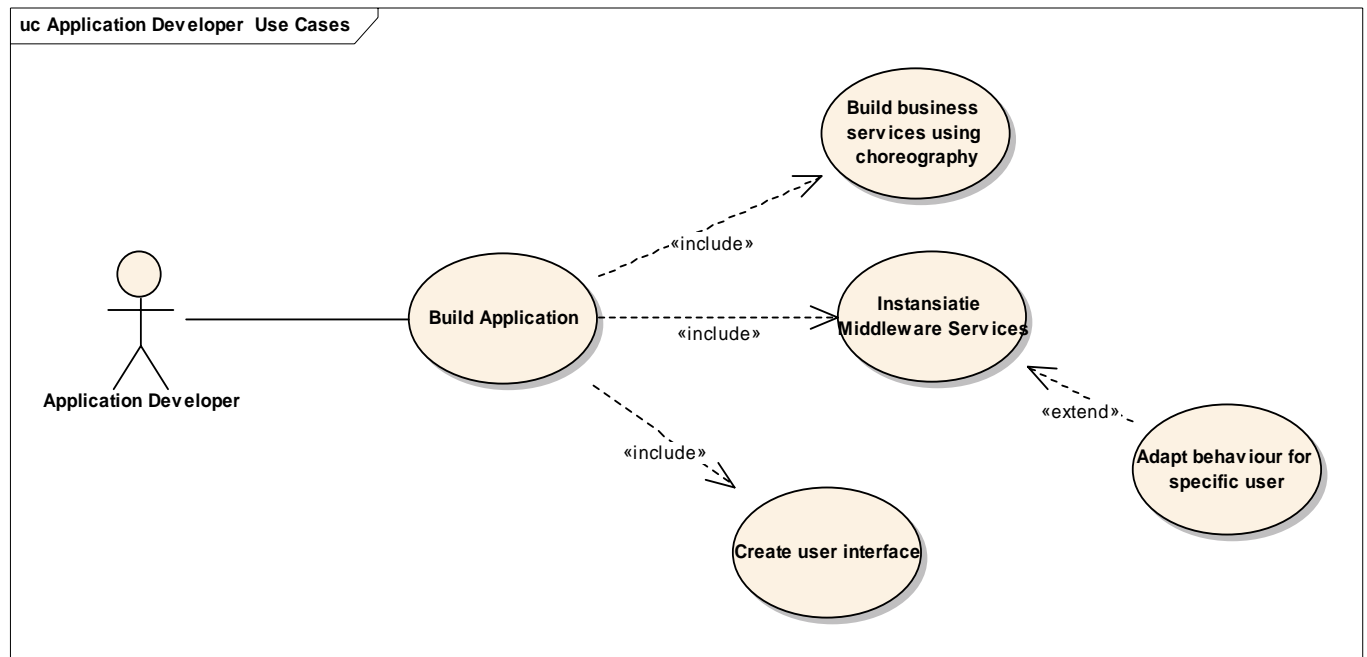 uc Application Developer Use Cases
Build business
services using
choreography
«include»
Instansiatie
Middleware Services
Build Application
«include»
Application Developer
«extend»
Adapt behaviour for
specific user
«include»
Create user interface